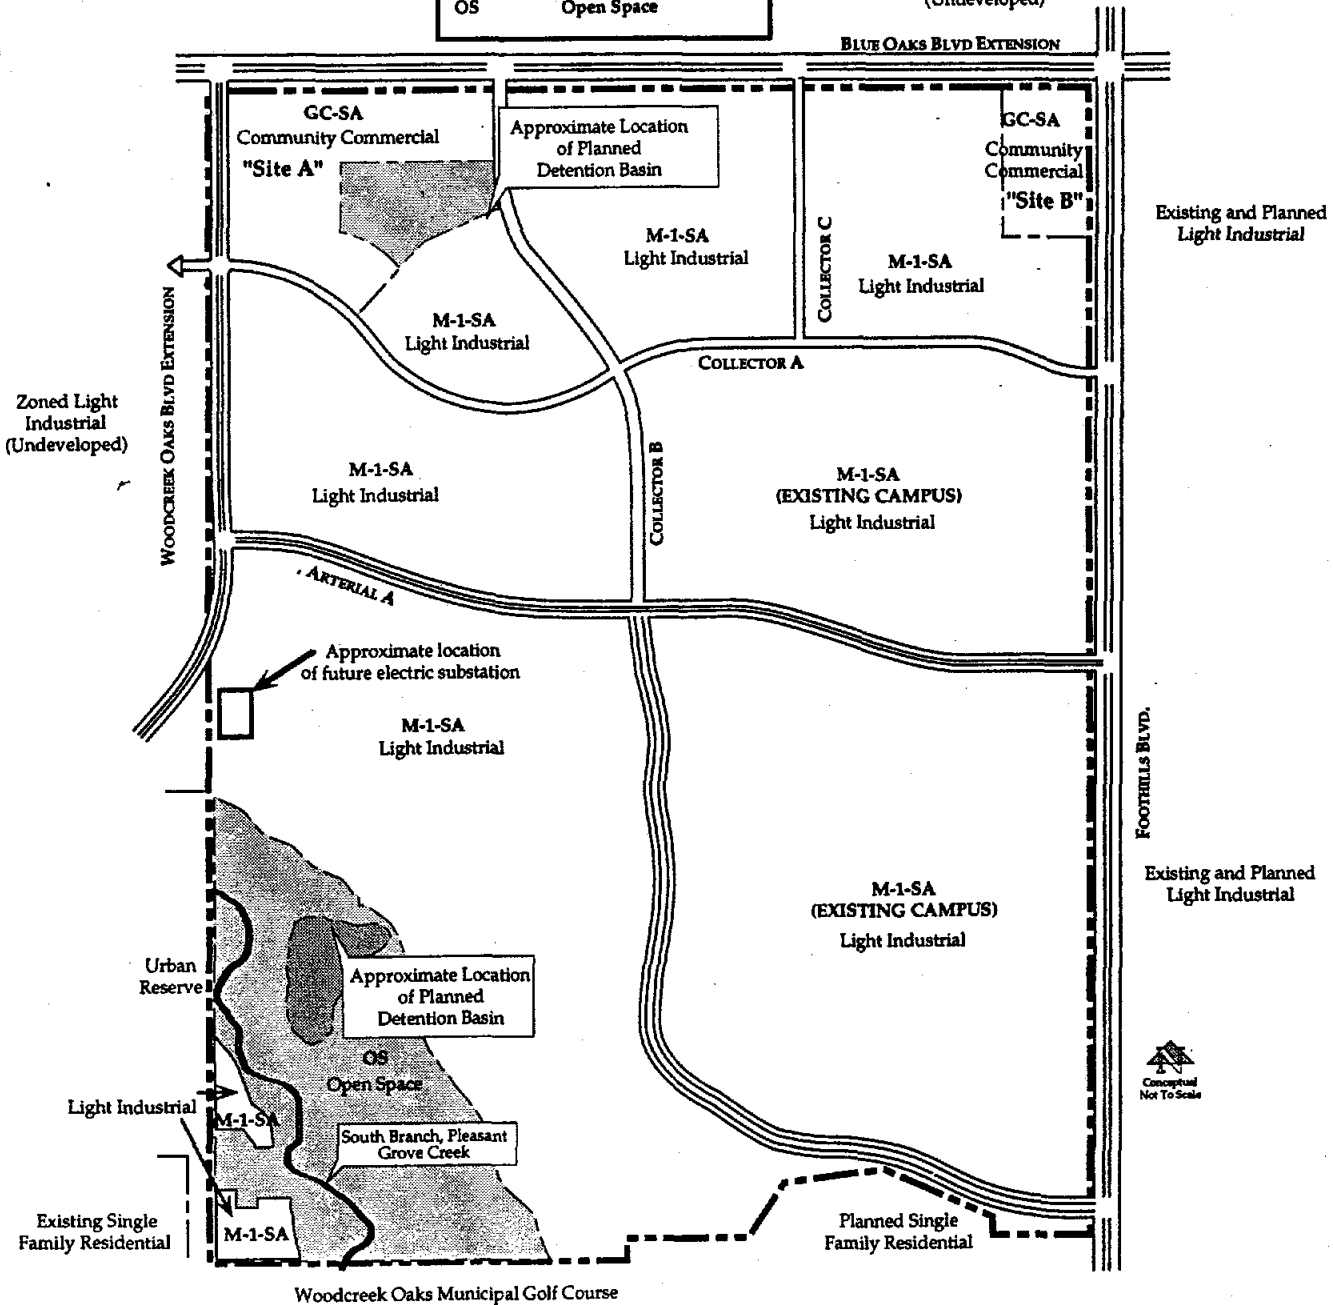 OS Open Space
(Undeveloped)
BLUE OAKS BLVD EXTENSION
GC-SA
Community Commercial
"Site A"
Approximate Location
of Planned
Detention Basin
GC-SA
Community
Commercial
"Site B"
Existing and Planned
Light Industrial
M-1-SA
Light Industrial
COLLECTOR C
M-1-SA
Light Industrial
M-1-SA
Light Industrial
COLLECTOR A
WOODCREEK OAKS BLVD EXTENSION
Zoned Light
Industrial
(Undeveloped)
M-1-SA
Light Industrial
COLLECTOR B
M-1-SA
(EXISTING CAMPUS)
Light Industrial
ARTERIAL A
Approximate location
of future electric substation
M-1-SA
Light Industrial
FOOTHILLS BLVD.
M-1-SA
(EXISTING CAMPUS)
Light Industrial
Existing and Planned
Light Industrial
Urban
Reserve
Approximate Location
of Planned
Detention Basin
OS
Open Space
Light Industrial
M-1-SA
South Branch, Pleasant
Grove Creek
Conceptual
Not To Scale
Existing Single
Family Residential
M-1-SA
Planned Single
Family Residential
Woodcreek Oaks Municipal Golf Course